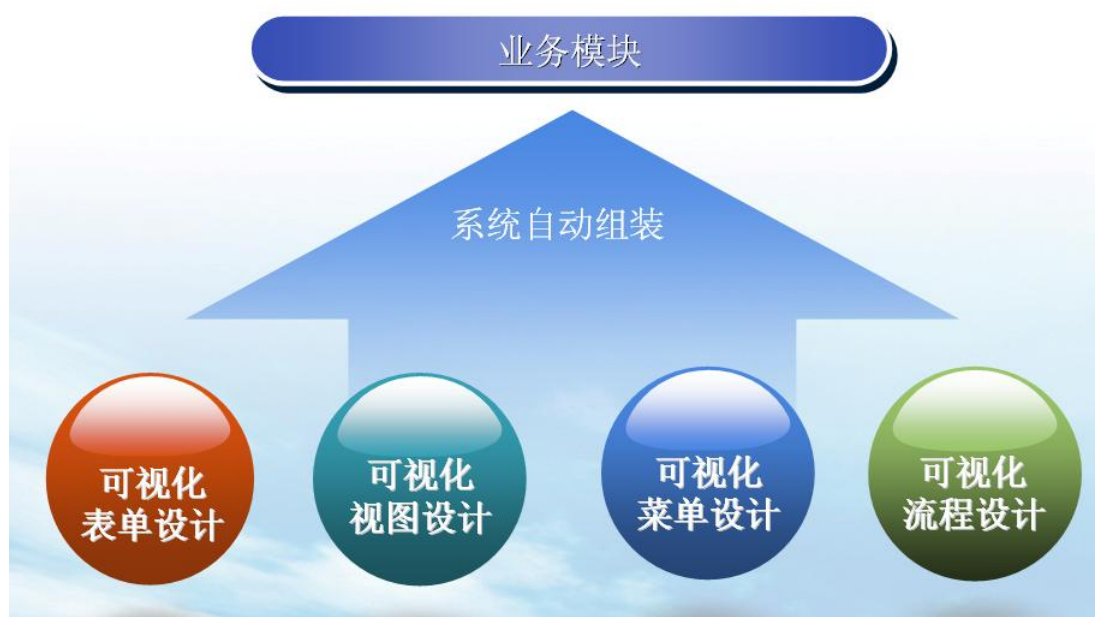 业务模块
系统自动组装
可视化
表单设计
可视化
视图设计
可视化
菜单设计
可视化
流程设计